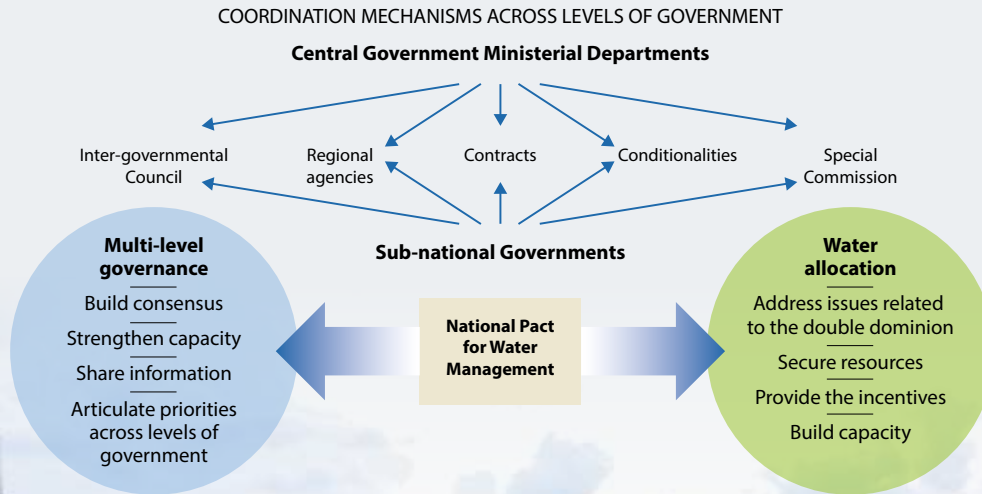 COORDINATION MECHANISMS ACROSS LEVELS OF GOVERNMENT
Central Government Ministerial Departments
Inter-governmental
Council
Regional
agencies
Contracts
Conditionalities
Special
Commission
Sub-national Governments
Multi-level
governance
Build consensus
Strengthen capacity
Share information
Articulate priorities
across levels of
government
National Pact
for Water
Management
Water
allocation
Address issues related
to the double dominion
Secure resources
Provide the incentives
Build capacity